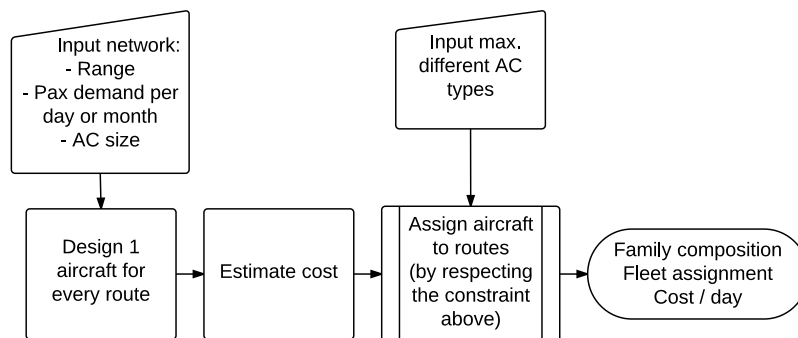 Input network:
- Range
- Pax demand per
day or month
- AC size
Input max.
different AC
types
Design 1
aircraft for
every route
Estimate cost
Assign aircraft
to routes
(by respecting
the constraint
above)
Family composition
Fleet assignment
Cost / day